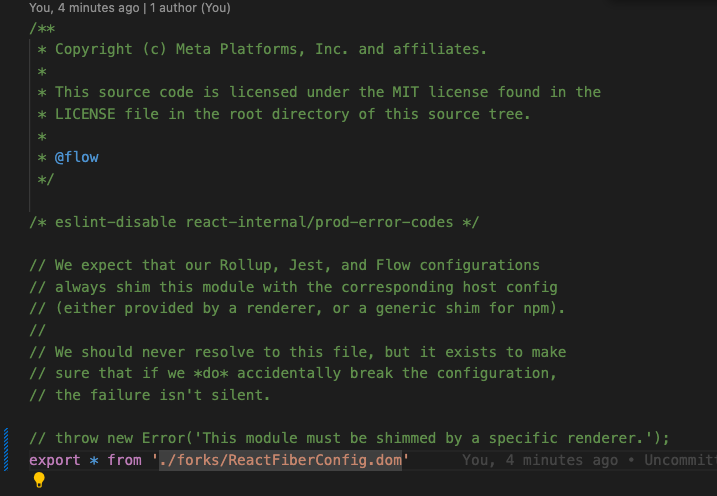 You, 4 minutes ago | 1 author (You)
/**
 * Copyright (c) Meta Platforms, Inc. and affiliates.
 *
 * This source code is licensed under the MIT license found in the
 * LICENSE file in the root directory of this source tree.
 *
 * @flow
 */
/* eslint-disable react-internal/prod-error-codes */
// We expect that our Rollup, Jest, and Flow configurations
// always shim this module with the corresponding host config
// (either provided by a renderer, or a generic shim for npm).
//
// We should never resolve to this file, but it exists to make
// sure that if we *do* accidentally break the configuration,
// the failure isn't silent.
// throw new Error('This module must be shimmed by a specific renderer.');
export * from './forks/ReactFiberConfig.dom' You, 4 minutes ago • Uncommit